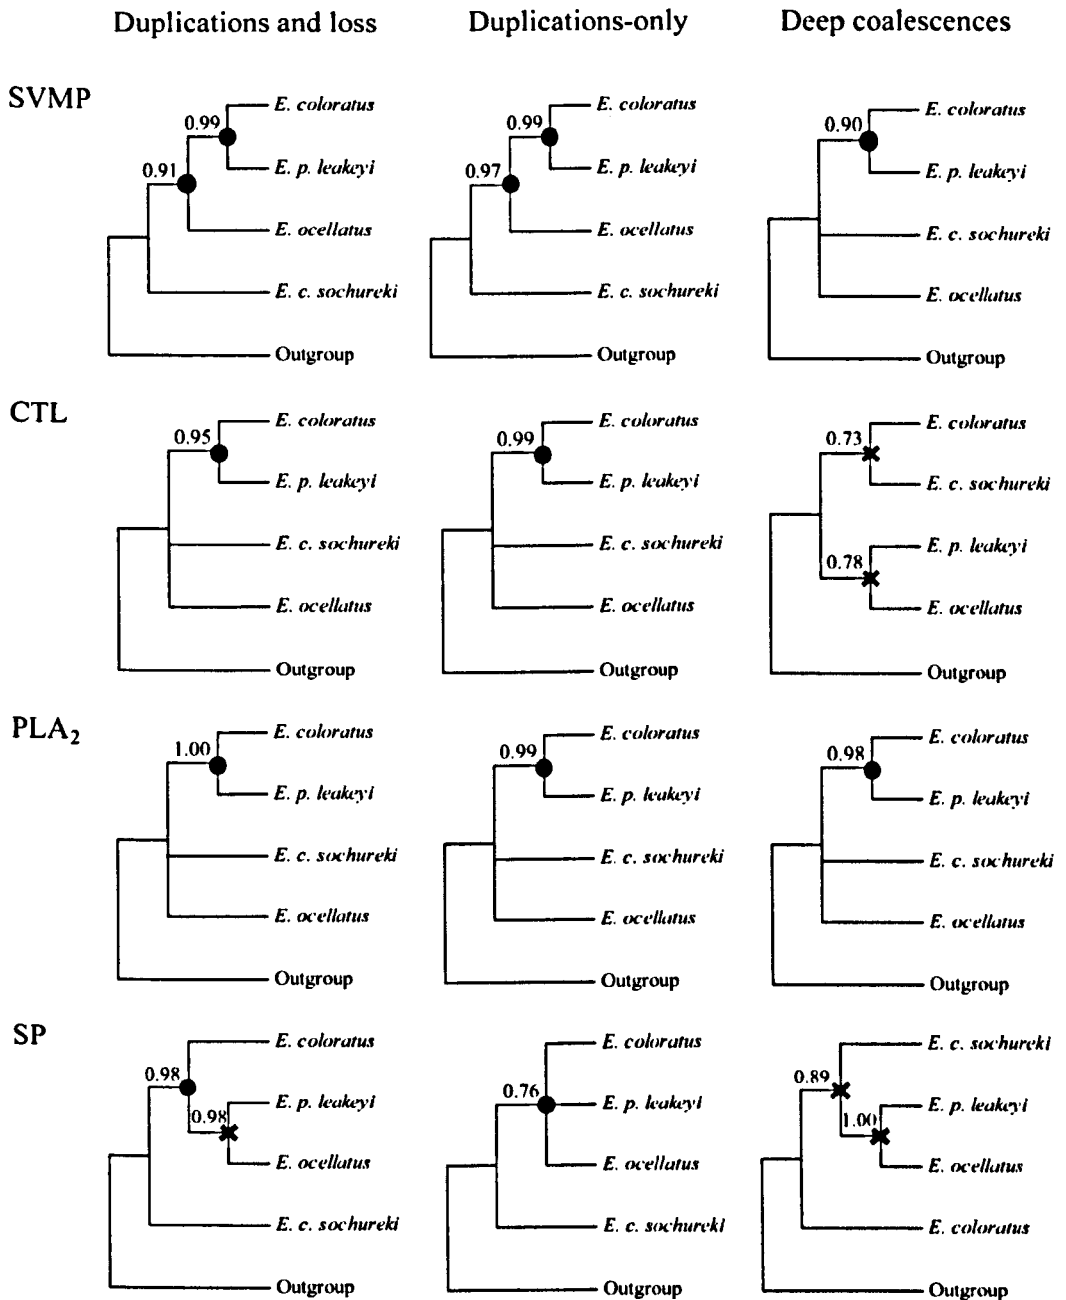 Duplications and loss
Duplications-only
Deep coalescences
SVMP
0.99
E. coloratus
E. p. leakeyi
0.91
E. ocellatus
E. c. sochureki
Outgroup
0.99
E. coloratus
E. p. leakeyi
0.97
E. ocellatus
E. c. sochureki
Outgroup
0.90
E. coloratus
E. p. leakeyi
E. c. sochureki
E. ocellatus
Outgroup
CTL
0.95
E. coloratus
E. p. leakeyi
E. c. sochureki
E. ocellatus
Outgroup
0.99
E. coloratus
E. p. leakeyi
E. c. sochureki
E. ocellatus
Outgroup
0.73
E. coloratus
E. c. sochureki
0.78
E. p. leakeyi
E. ocellatus
Outgroup
PLA2
1.00
E. coloratus
E. p. leakeyi
E. c. sochureki
E. ocellatus
Outgroup
0.99
E. coloratus
E. p. leakeyi
E. c. sochureki
E. ocellatus
Outgroup
0.98
E. coloratus
E. p. leakeyi
E. c. sochureki
E. ocellatus
Outgroup
SP
0.98
E. coloratus
0.98
E. p. leakeyi
E. ocellatus
E. c. sochureki
Outgroup
0.76
E. coloratus
E. p. leakeyi
E. ocellatus
E. c. sochureki
Outgroup
0.89
E. c. sochureki
1.00
E. p. leakeyi
E. ocellatus
E. coloratus
Outgroup